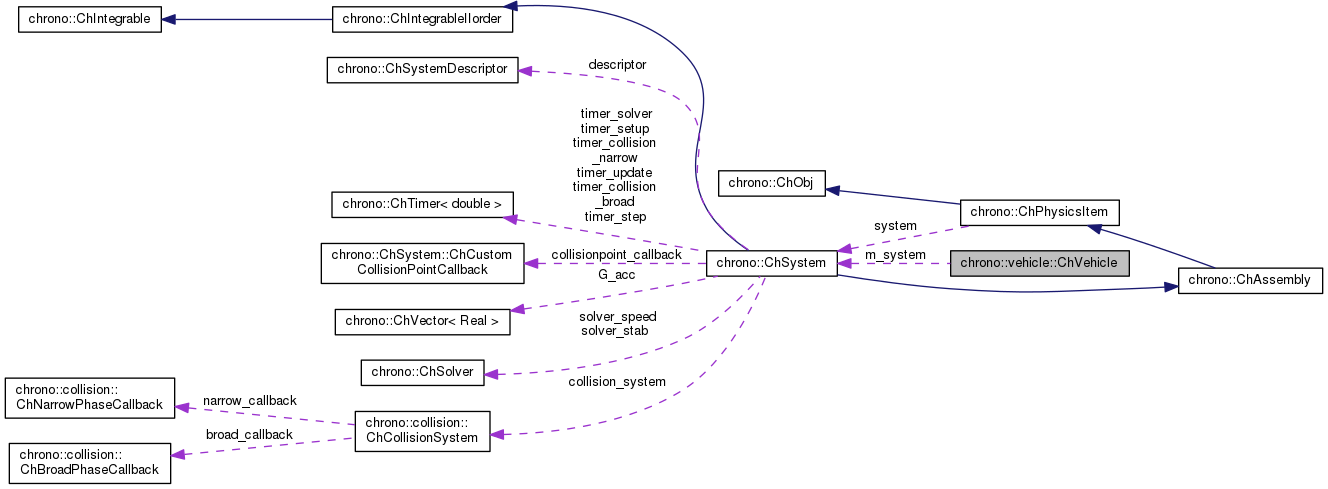 chrono::ChIntegrable
chrono::ChIntegrableIIorder
chrono::ChSystemDescriptor
descriptor
timer_solver
timer_setup
timer_collision
_narrow
timer_update
timer_collision
_broad
timer_step
chrono::ChTimer< double >
chrono::ChObj
chrono::ChPhysicsItem
system
chrono::ChSystem::ChCustom
CollisionPointCallback
collisionpoint_callback
chrono::ChSystem
m_system
chrono::vehicle::ChVehicle
chrono::ChAssembly
G_acc
chrono::ChVector< Real >
solver_speed
solver_stab
chrono::ChSolver
collision_system
chrono::collision::
ChNarrowPhaseCallback
narrow_callback
chrono::collision::
ChCollisionSystem
broad_callback
chrono::collision::
ChBroadPhaseCallback